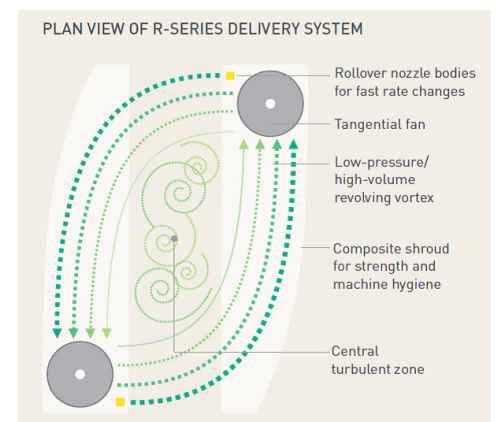 PLAN VIEW OF R-SERIES DELIVERY SYSTEM
Rollover nozzle bodies
for fast rate changes
Tangential fan
Low-pressure/
high-volume
revolving vortex
Composite shroud
for strength and
machine hygiene
Central
turbulent zone